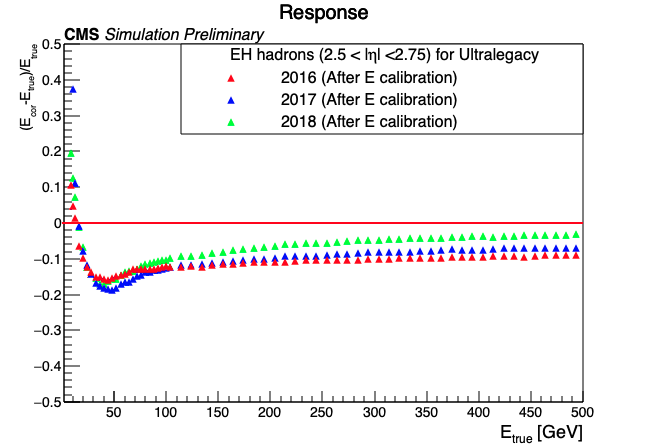 Response
CMS Simulation Preliminary
(E_cor-E_true)/E_true
EH hadrons (2.5 < |η| <2.75) for Ultralegacy
2016 (After E calibration)
2017 (After E calibration)
2018 (After E calibration)
0.5
0.4
0.3
0.2
0.1
0
−0.1
−0.2
−0.3
−0.4
−0.5
50 100 150 200 250 300 350 400 450 500
E_true [GeV]